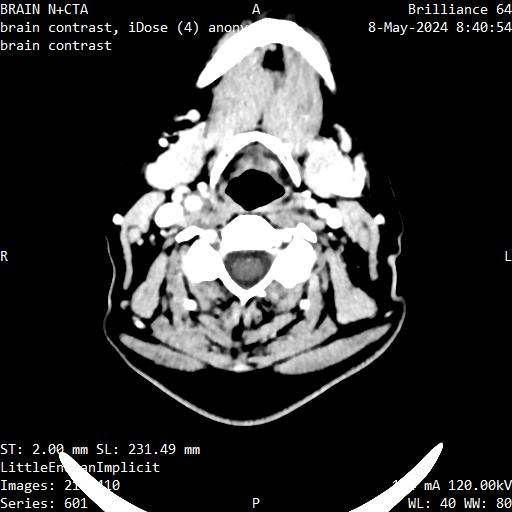 BRAIN N+CTA
A
Brilliance 64
brain contrast, iDose (4)
8-May-2024 8:40:54
brain contrast
R
L
ST: 2.00 mm SL: 231.49 mm
Images:
mA 120.00kV
Series: 601
P
WL: 40 WW: 80